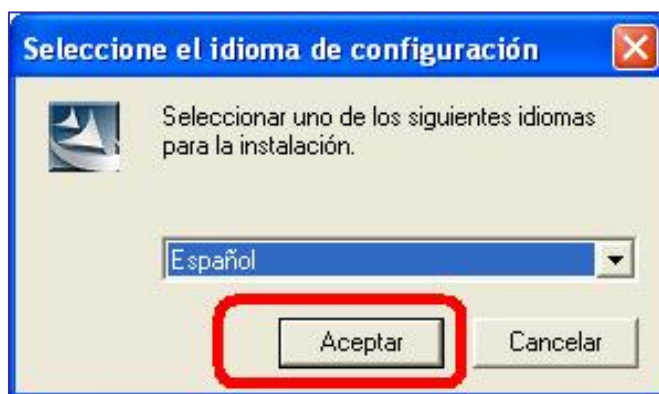 Seleccione el idioma de configuración
Seleccionar uno de los siguientes idiomas
para la instalación.
Español
Aceptar
Cancelar